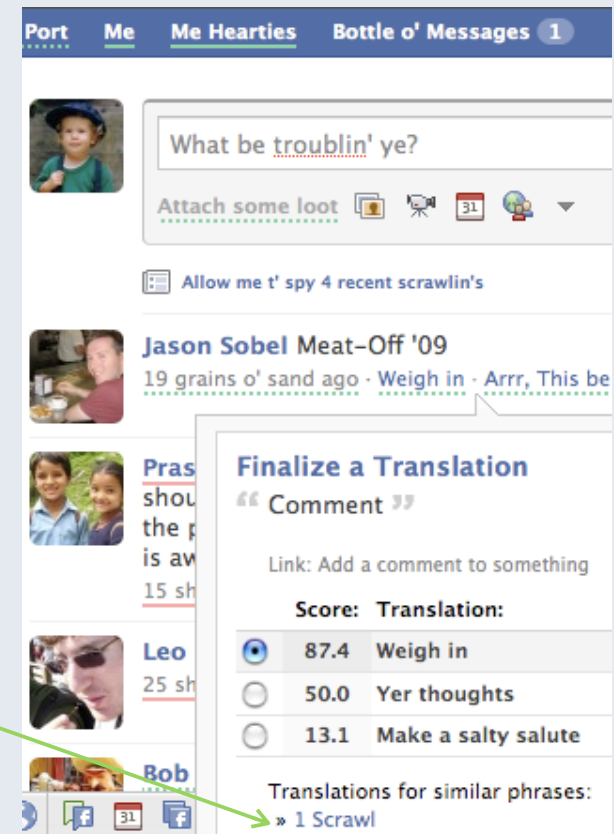 Port Me Me Hearties Bottle o' Messages 1
What be troublin' ye?
Attach some loot 31
Allow me t' spy 4 recent scrawlin's
Jason Sobel Meat-Off '09
19 grains o' sand ago · Weigh in · Arrr, This be
Pras
shou
the p
is aw
15 sh
Finalize a Translation
“ Comment ”
Link: Add a comment to something
Score: Translation:
87.4 Weigh in
50.0 Yer thoughts
13.1 Make a salty salute
Leo
25 sh
Bob
Translations for similar phrases:
» 1 Scrawl
31